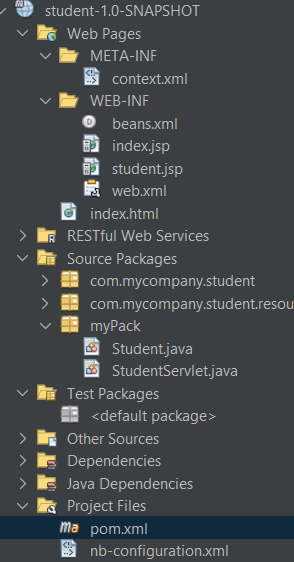 student-1.0-SNAPSHOT
Web Pages
META-INF
context.xml
WEB-INF
beans.xml
index.jsp
student.jsp
web.xml
index.html
RESTful Web Services
Source Packages
com.mycompany.student
com.mycompany.student.resou
myPack
Student.java
StudentServlet.java
Test Packages
<default package>
Other Sources
Dependencies
Java Dependencies
Project Files
pom.xml
nb-configuration.xml